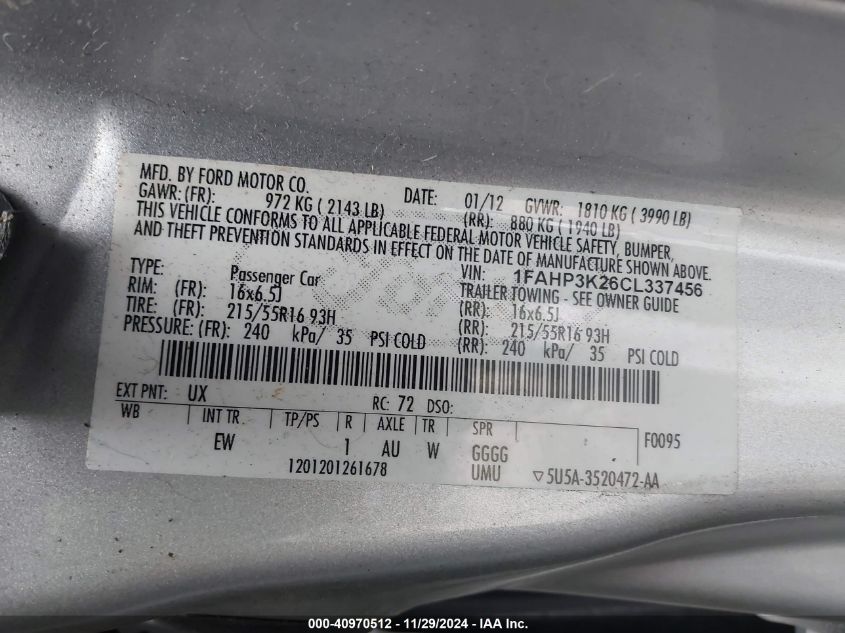 MFD. BY FORD MOTOR CO. DATE: 01/12 GVWR: 1810 KG ( 3990 LB)
GAWR: (FR): 972 KG ( 2143 LB) (RR): 880 KG ( 1940 LB)
THIS VEHICLE CONFORMS TO ALL APPLICABLE FEDERAL MOTOR VEHICLE SAFETY, BUMPER,
AND THEFT PREVENTION STANDARDS IN EFFECT ON THE DATE OF MANUFACTURE SHOWN ABOVE.
TYPE: Passenger Car VIN: 1FAHP3K26CL337456
TRAILER TOWING - SEE OWNER GUIDE
RIM: (FR): 16x6.5J (RR): 16x6.5J
TIRE: (FR): 215/55R16 93H (RR): 215/55R16 93H
PRESSURE: (FR): 240 kPa/ 35 PSI COLD (RR): 240 kPa/ 35 PSI COLD
EXT PNT: UX RC: 72 DSO:
WB INT TR TP/PS R AXLE TR SPR F0095
EW 1 AU W GGGG
1201201261678 UMU ▽5U5A-3520472-AA
000-40970512 - 11/29/2024 - IAA Inc.